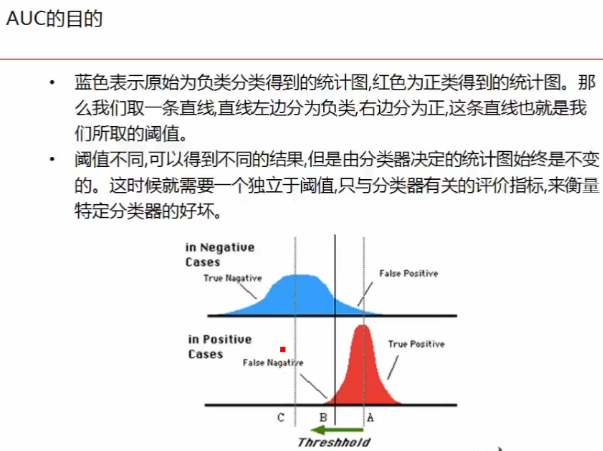 AUC的目的
• 蓝色表示原始为负类分类得到的统计图,红色为正类得到的统计图。那
么我们取一条直线,直线左边分为负类,右边分为正,这条直线也就是我
们所取的阈值。
• 阈值不同,可以得到不同的结果,但是由分类器决定的统计图始终是不变
的。这时候就需要一个独立于阈值,只与分类器有关的评价指标,来衡量
特定分类器的好坏。
in Negative
Cases
True Nagative
False Positive
in Positive
Cases
False Nagative
True Positive
C B A
Threshhold